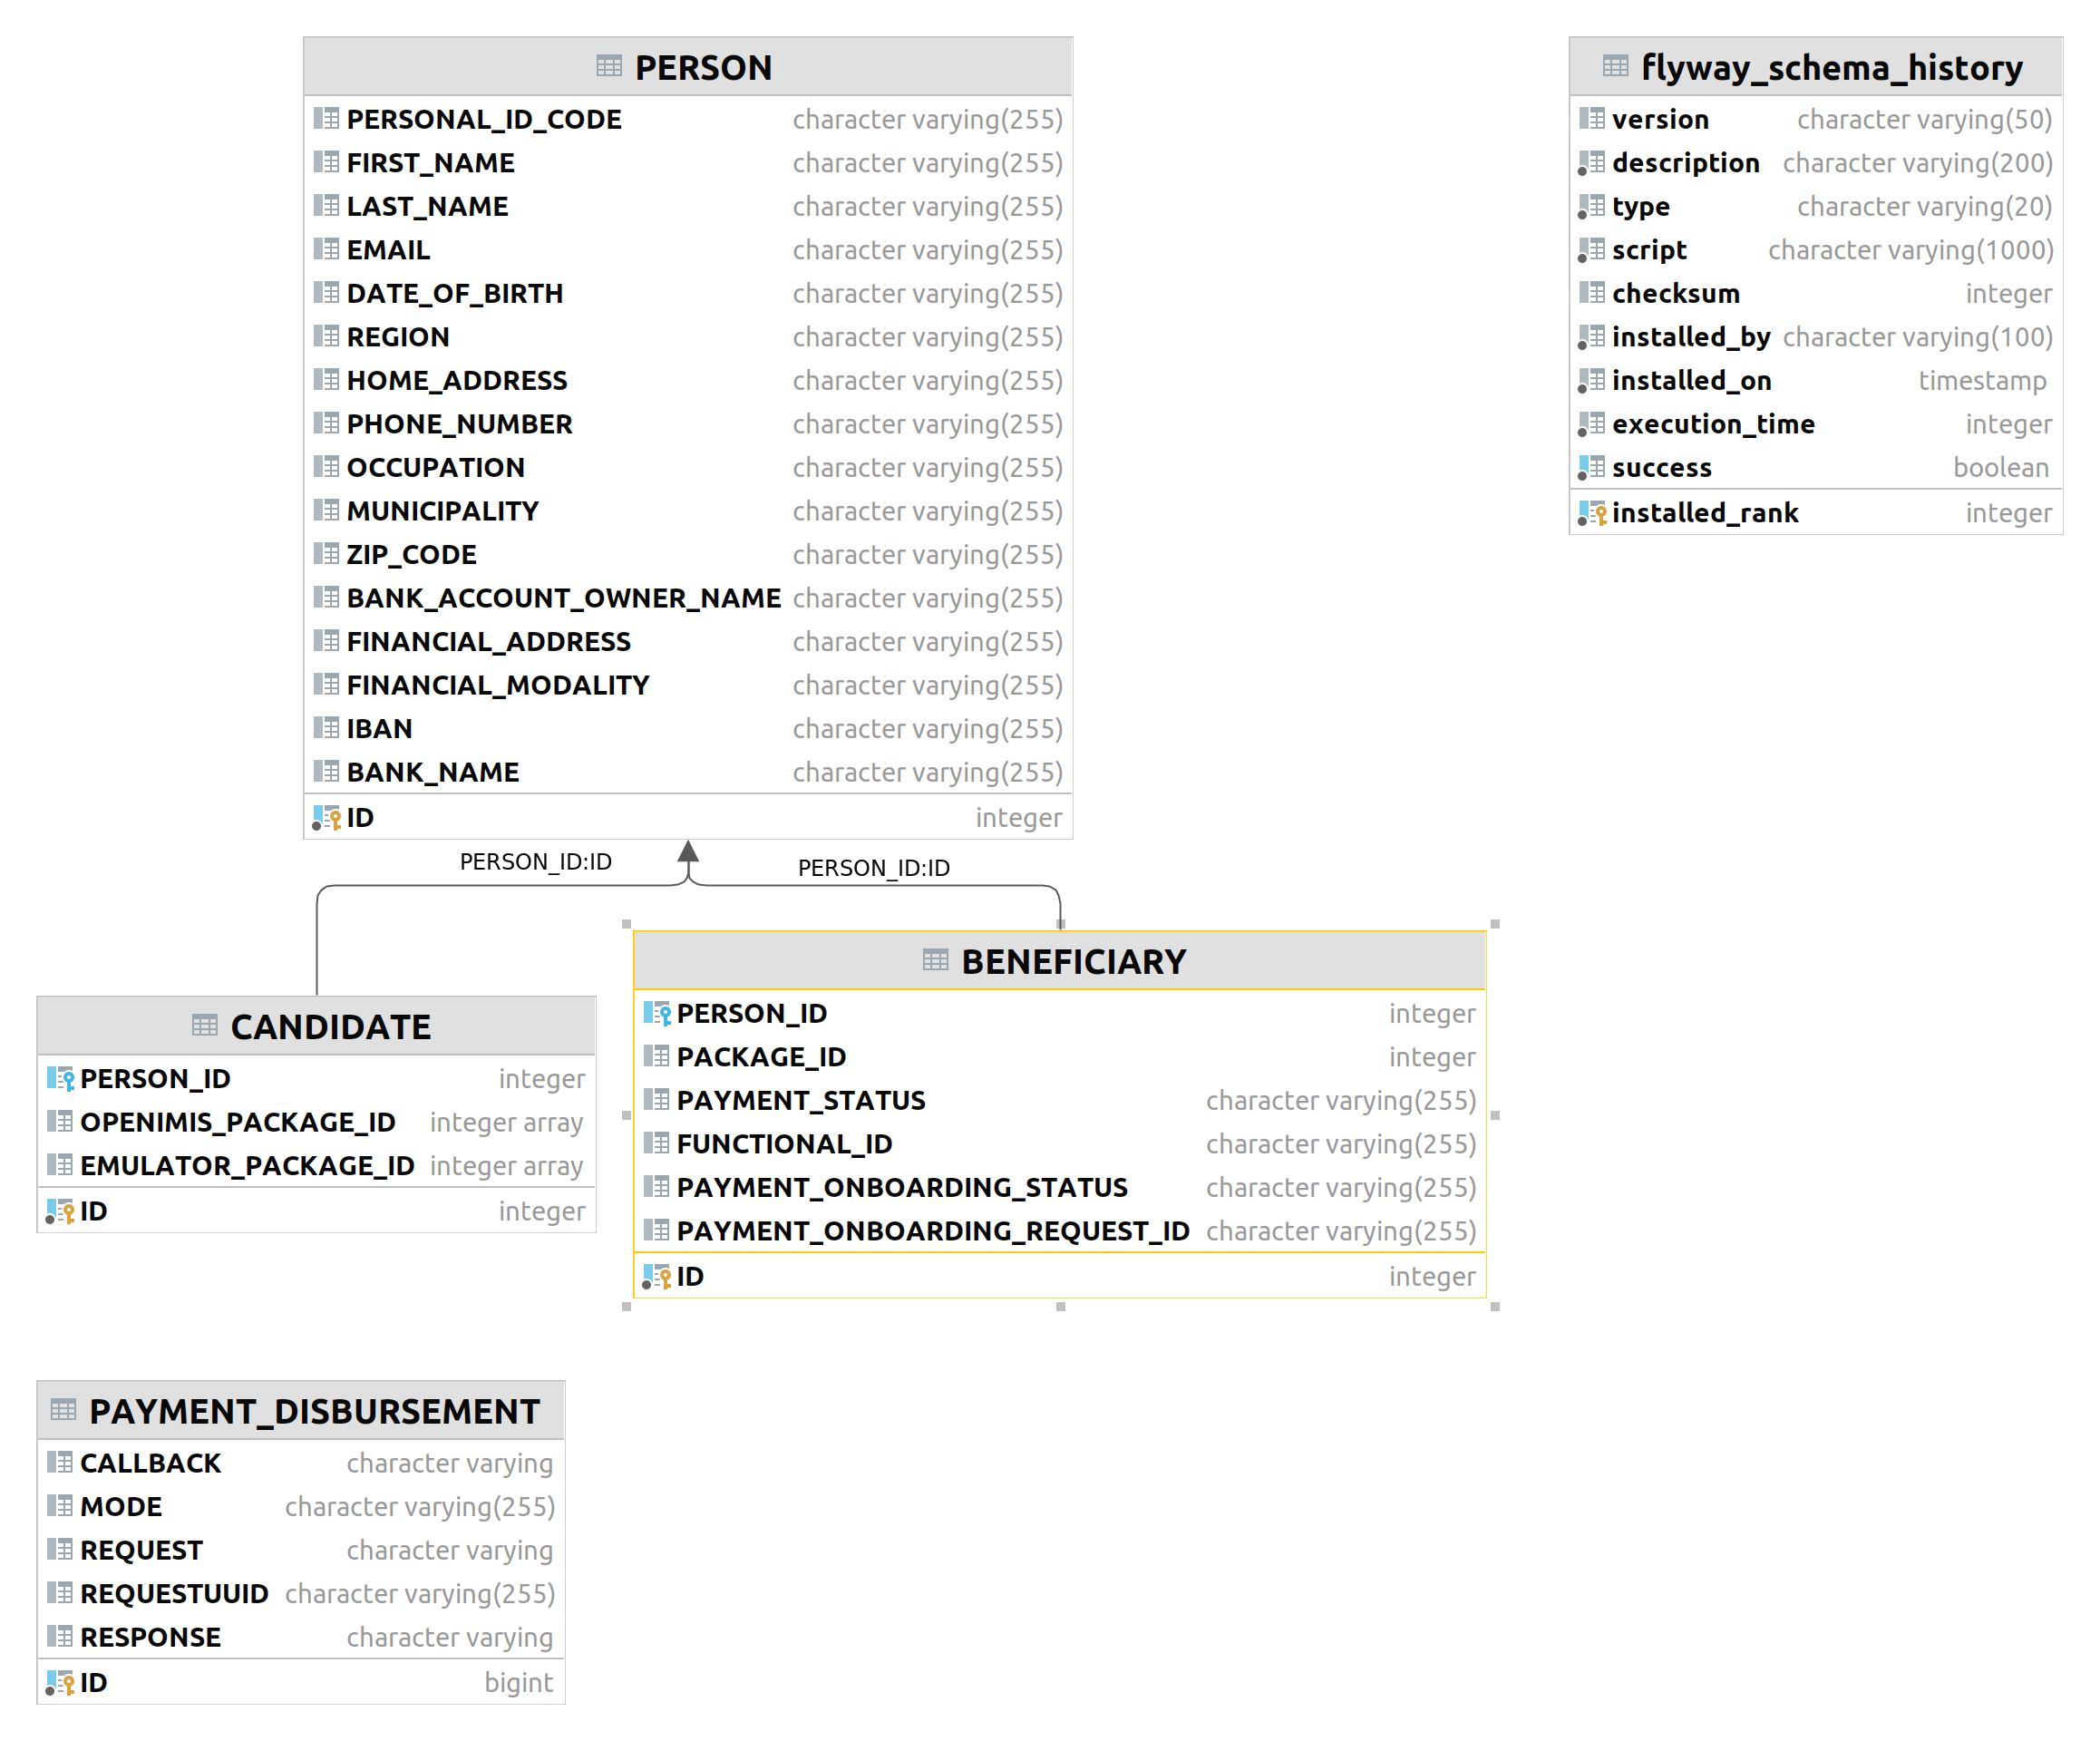 PERSON
PERSONAL_ID_CODE character varying(255)
FIRST_NAME character varying(255)
LAST_NAME character varying(255)
EMAIL character varying(255)
DATE_OF_BIRTH character varying(255)
REGION character varying(255)
HOME_ADDRESS character varying(255)
PHONE_NUMBER character varying(255)
OCCUPATION character varying(255)
MUNICIPALITY character varying(255)
ZIP_CODE character varying(255)
BANK_ACCOUNT_OWNER_NAME character varying(255)
FINANCIAL_ADDRESS character varying(255)
FINANCIAL_MODALITY character varying(255)
IBAN character varying(255)
BANK_NAME character varying(255)
ID integer
flyway_schema_history
version character varying(50)
description character varying(200)
type character varying(20)
script character varying(1000)
checksum integer
installed_by character varying(100)
installed_on timestamp
execution_time integer
success boolean
installed_rank integer
PERSON_ID:ID
PERSON_ID:ID
CANDIDATE
PERSON_ID integer
OPENIMIS_PACKAGE_ID integer array
EMULATOR_PACKAGE_ID integer array
ID integer
BENEFICIARY
PERSON_ID integer
PACKAGE_ID integer
PAYMENT_STATUS character varying(255)
FUNCTIONAL_ID character varying(255)
PAYMENT_ONBOARDING_STATUS character varying(255)
PAYMENT_ONBOARDING_REQUEST_ID character varying(255)
ID integer
PAYMENT_DISBURSEMENT
CALLBACK character varying
MODE character varying(255)
REQUEST character varying
REQUESTUUID character varying(255)
RESPONSE character varying
ID bigint